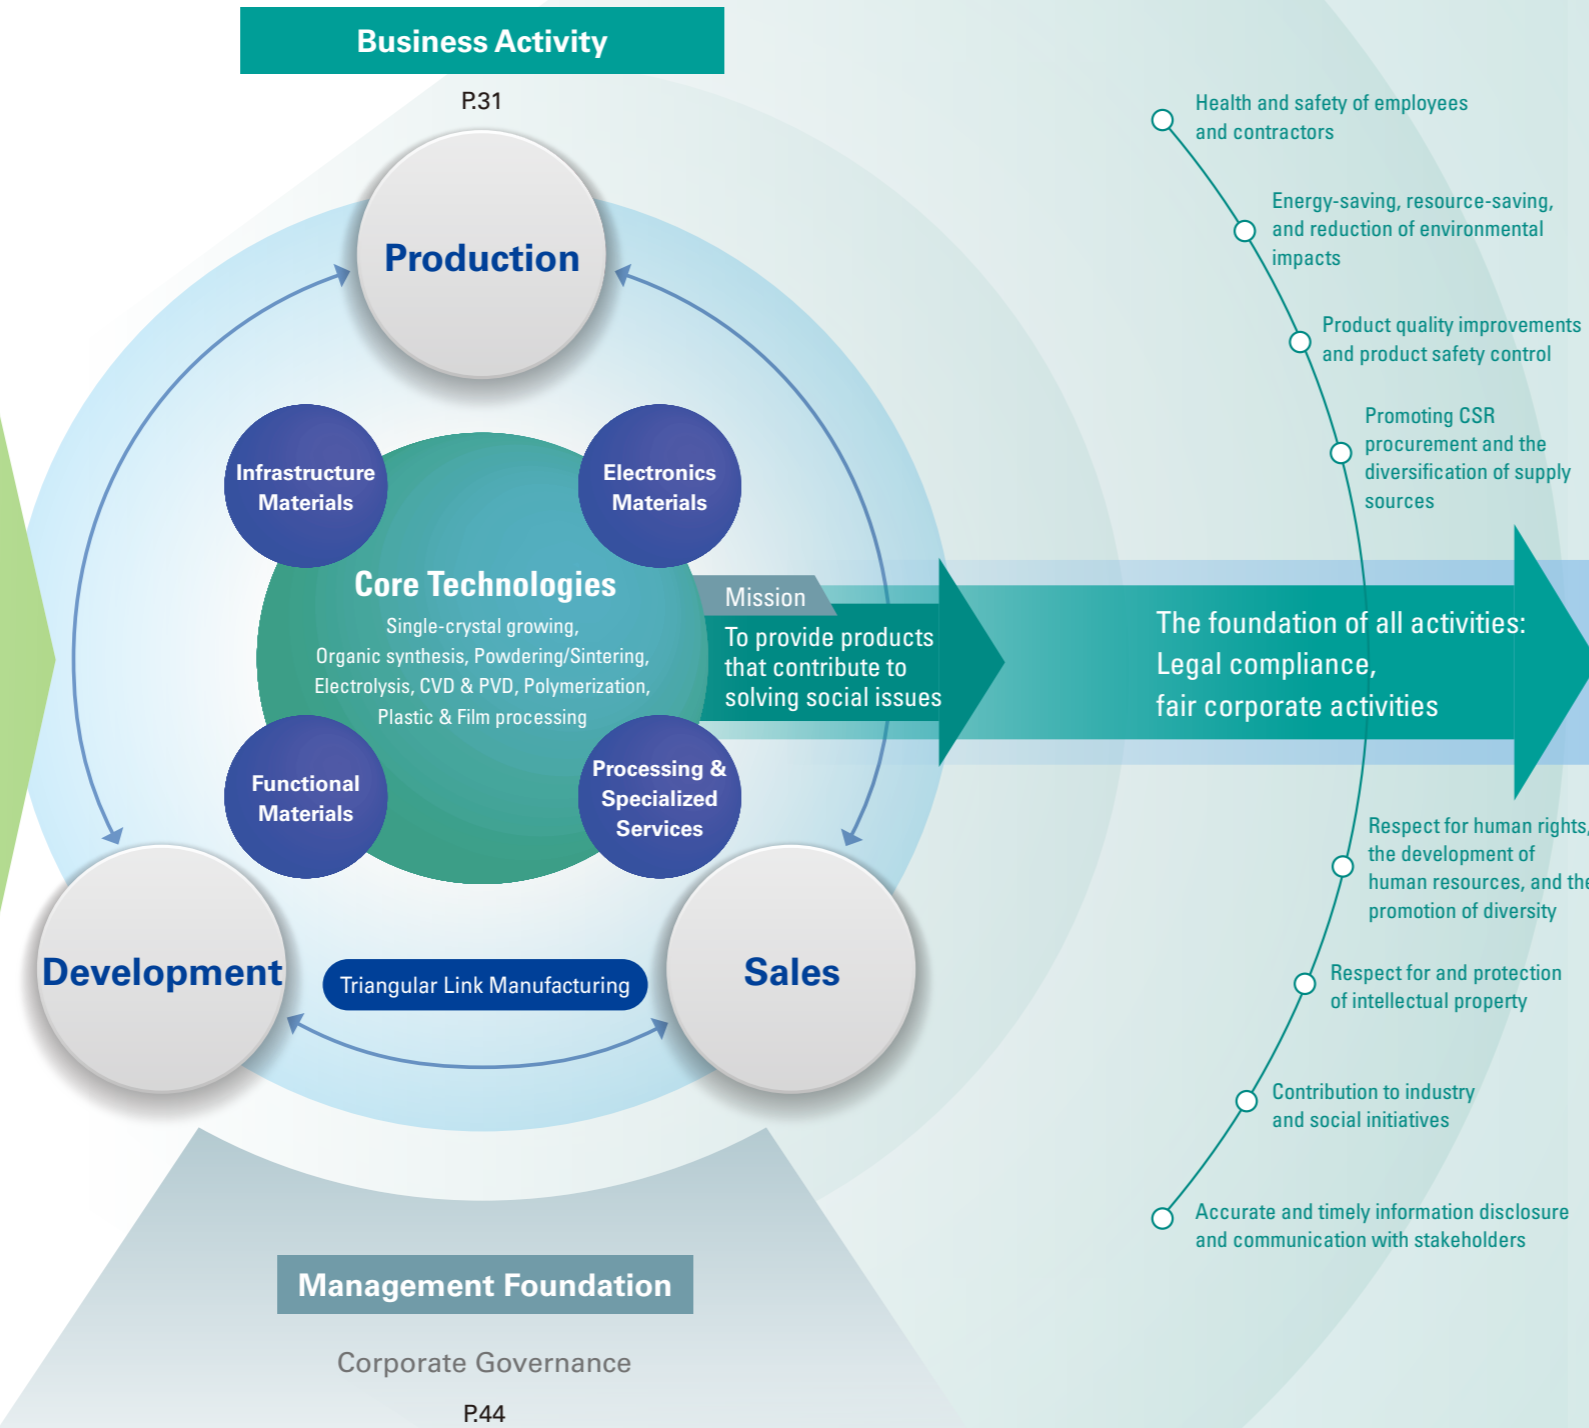 Business Activity
P.31
Production
Infrastructure
Materials
Electronics
Materials
Core Technologies
Single-crystal growing,
Organic synthesis, Powdering/Sintering,
Electrolysis, CVD & PVD, Polymerization,
Plastic & Film processing
Functional
Materials
Processing &
Specialized
Services
Development
Triangular Link Manufacturing
Sales
Mission
To provide products
that contribute to
solving social issues
Management Foundation
Corporate Governance
P.44
Health and safety of employees
and contractors
Energy-saving, resource-saving,
and reduction of environmental
impacts
Product quality improvements
and product safety control
Promoting CSR
procurement and the
diversification of supply
sources
The foundation of all activities:
Legal compliance,
fair corporate activities
Respect for human rights,
the development of
human resources, and the
promotion of diversity
Respect for and protection
of intellectual property
Contribution to industry
and social initiatives
Accurate and timely information disclosure
and communication with stakeholders